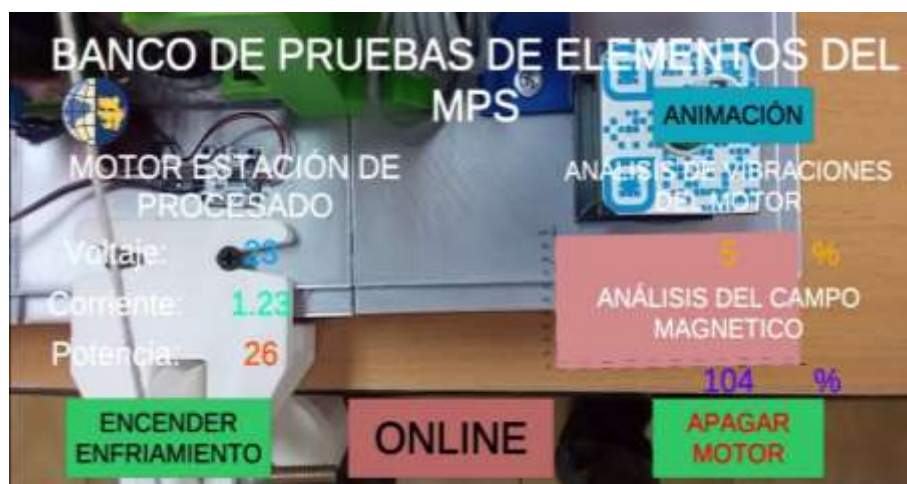 BANCO DE PRUEBAS DE ELEMENTOS DEL
MPS
ANIMACIÓN
MOTOR ESTACIÓN DE
PROCESADO
ANÁLISIS DE VIBRACIONES
DEL MOTOR
Voltaje: 23
5 %
Corriente: 1.23
ANÁLISIS DEL CAMPO
MAGNETICO
Potencia: 26
104 %
ENCENDER
ENFRIAMIENTO
ONLINE
APAGAR
MOTOR